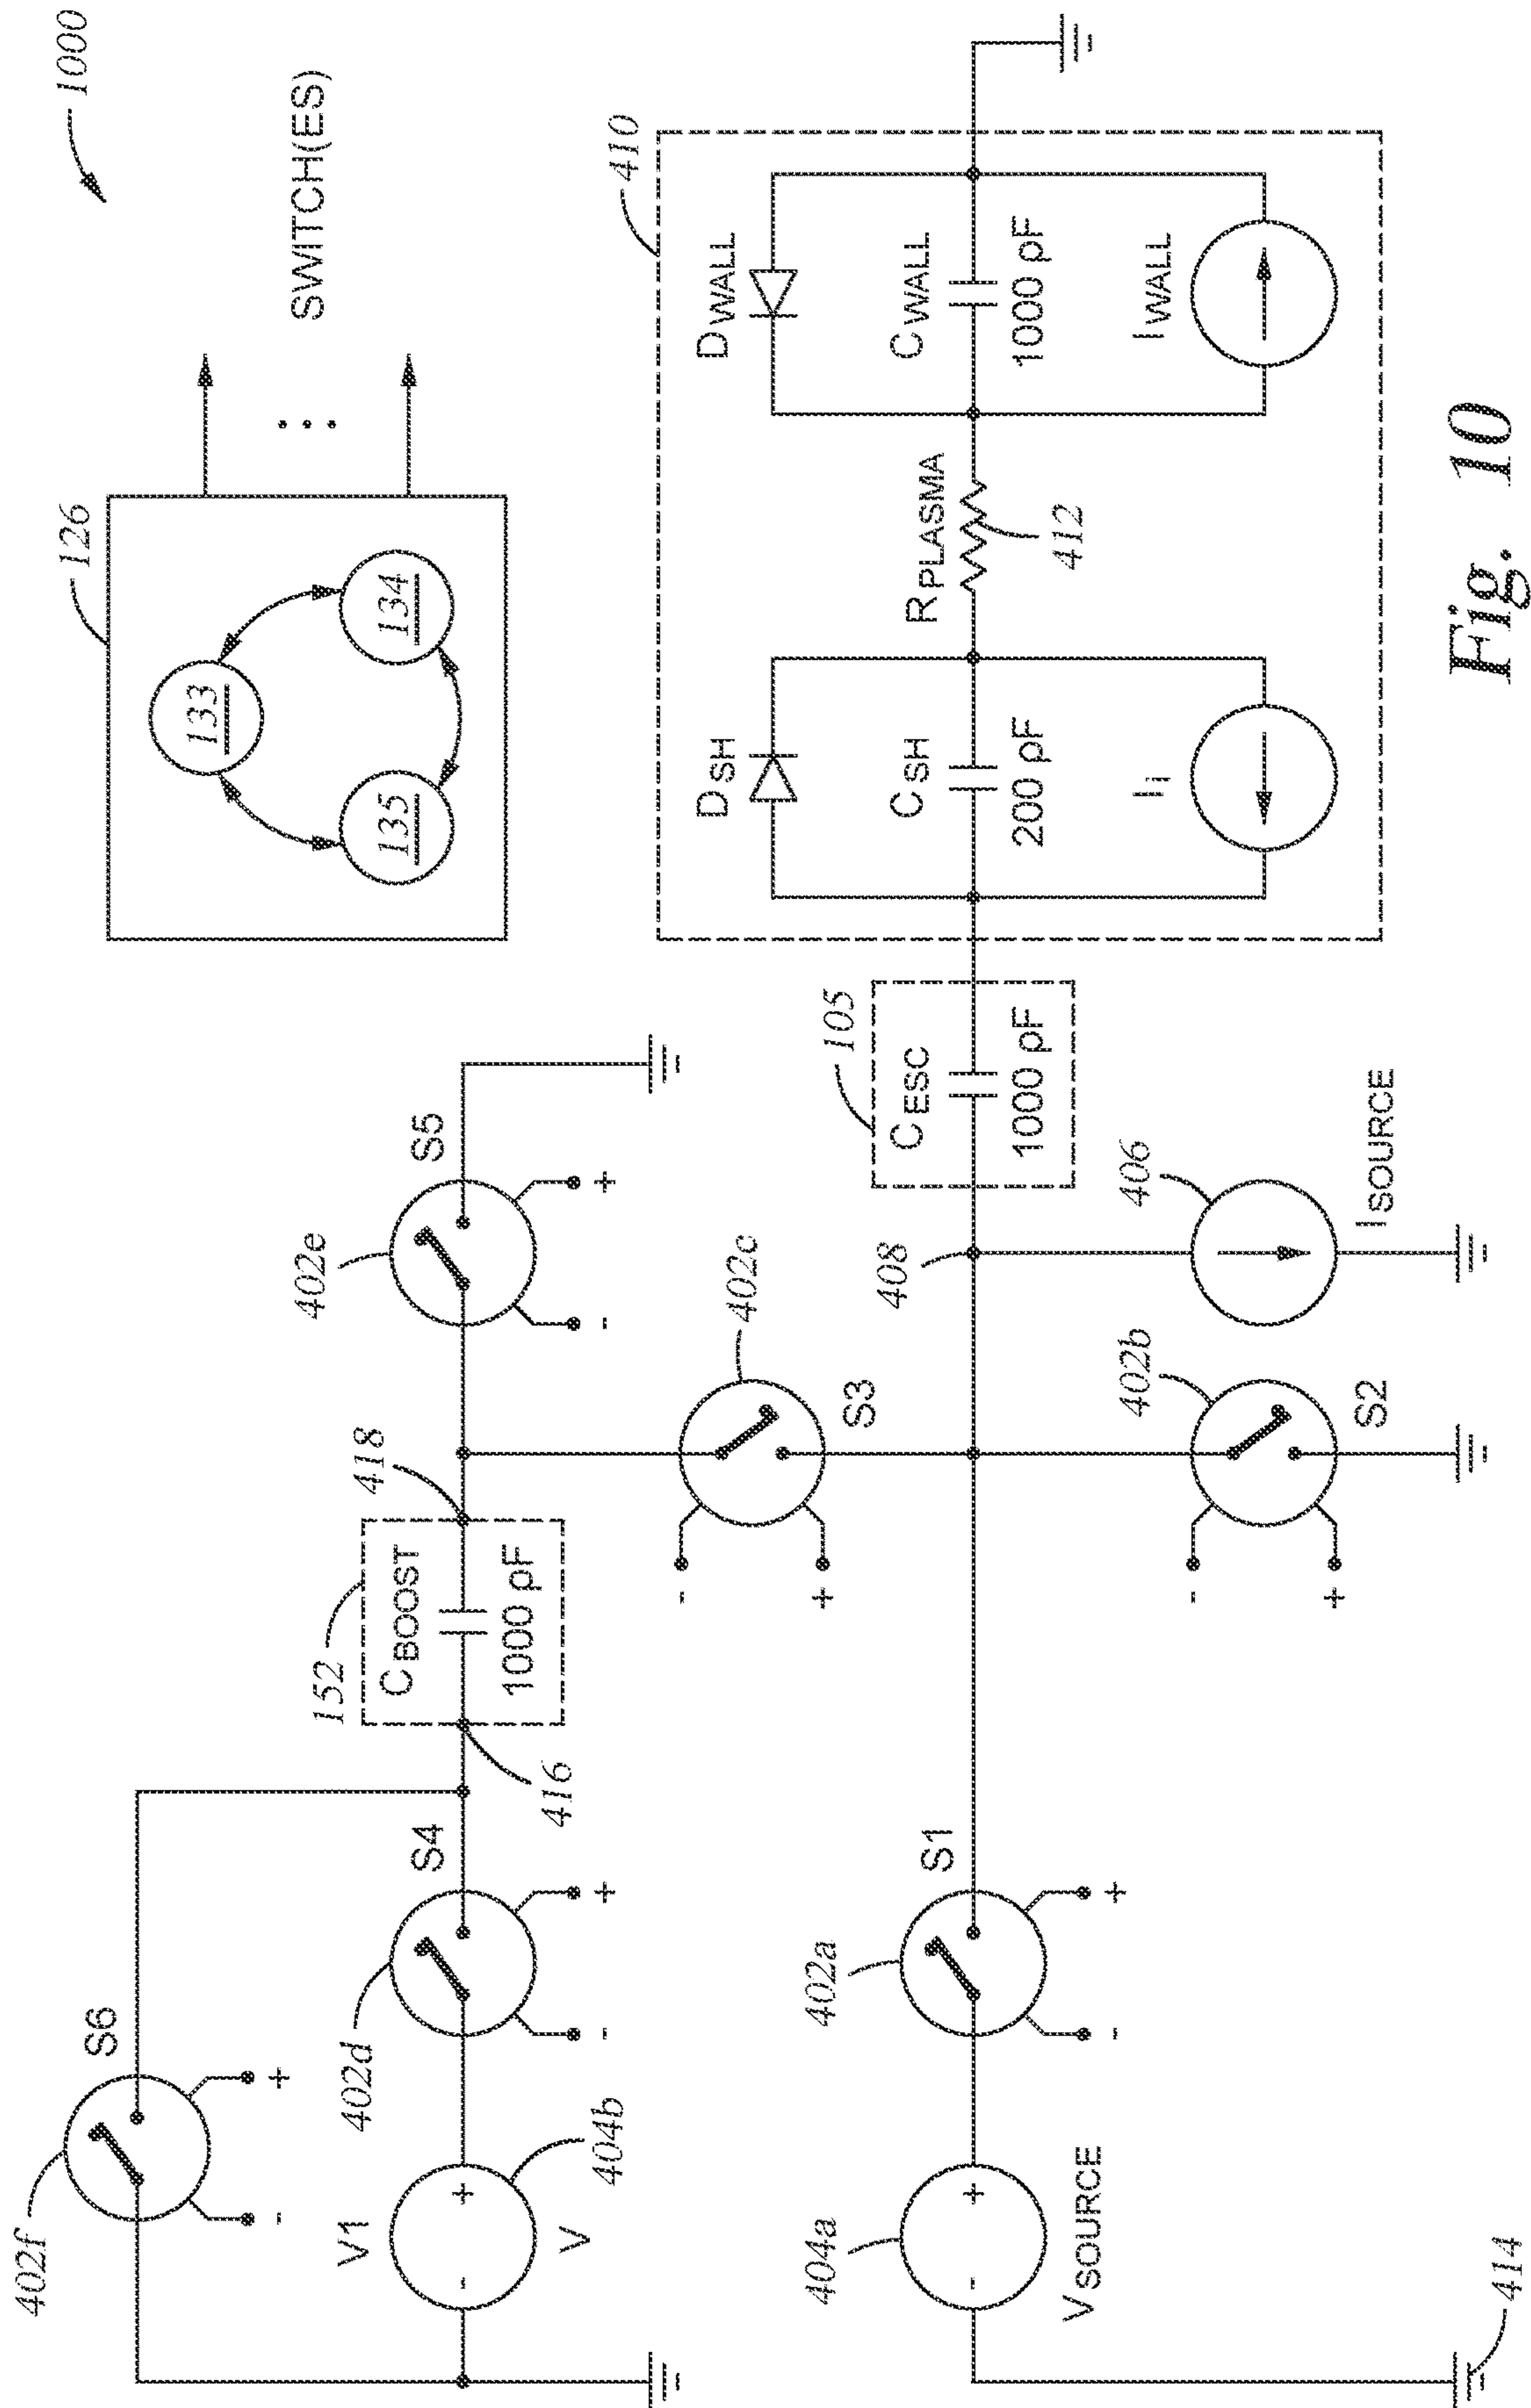 1000
126
133
134
135
SWITCH(ES)
402f
S6
- +
V1
- +
V
404b
402d
S4
- +
416
152
CBOOST
1000 pF
418
402e
S5
- +
402c
S3
- +
404a
- +
VSOURCE
402a
S1
- +
408
402b
S2
- +
406
ISOURCE
105
CESC
1000 pF
410
DSH
CSH
200 pF
Ii
RPLASMA
412
DWALL
CWALL
1000 pF
IWALL
414
Fig. 10